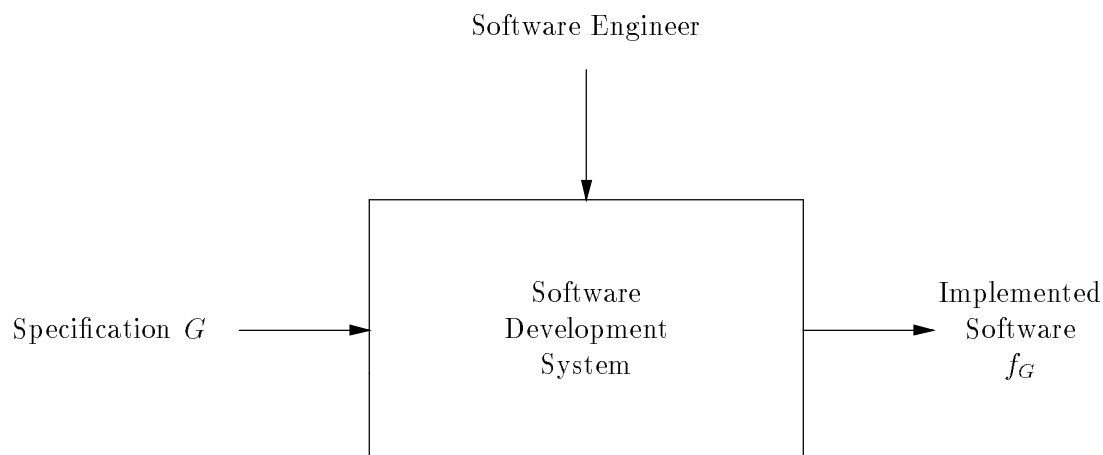 Software Engineer
Specification G
Software
Development
System
Implemented
Software
f_G